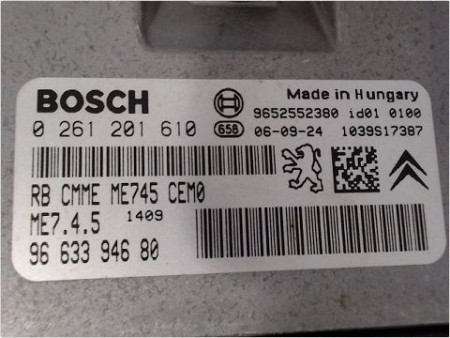 BOSCH
Made in Hungary
9652552380 id01 0100
0 261 201 610 658 06-09-24 1039S17387
RB CMME ME745 CEM0
ME7.4.5 1409
96 633 946 80